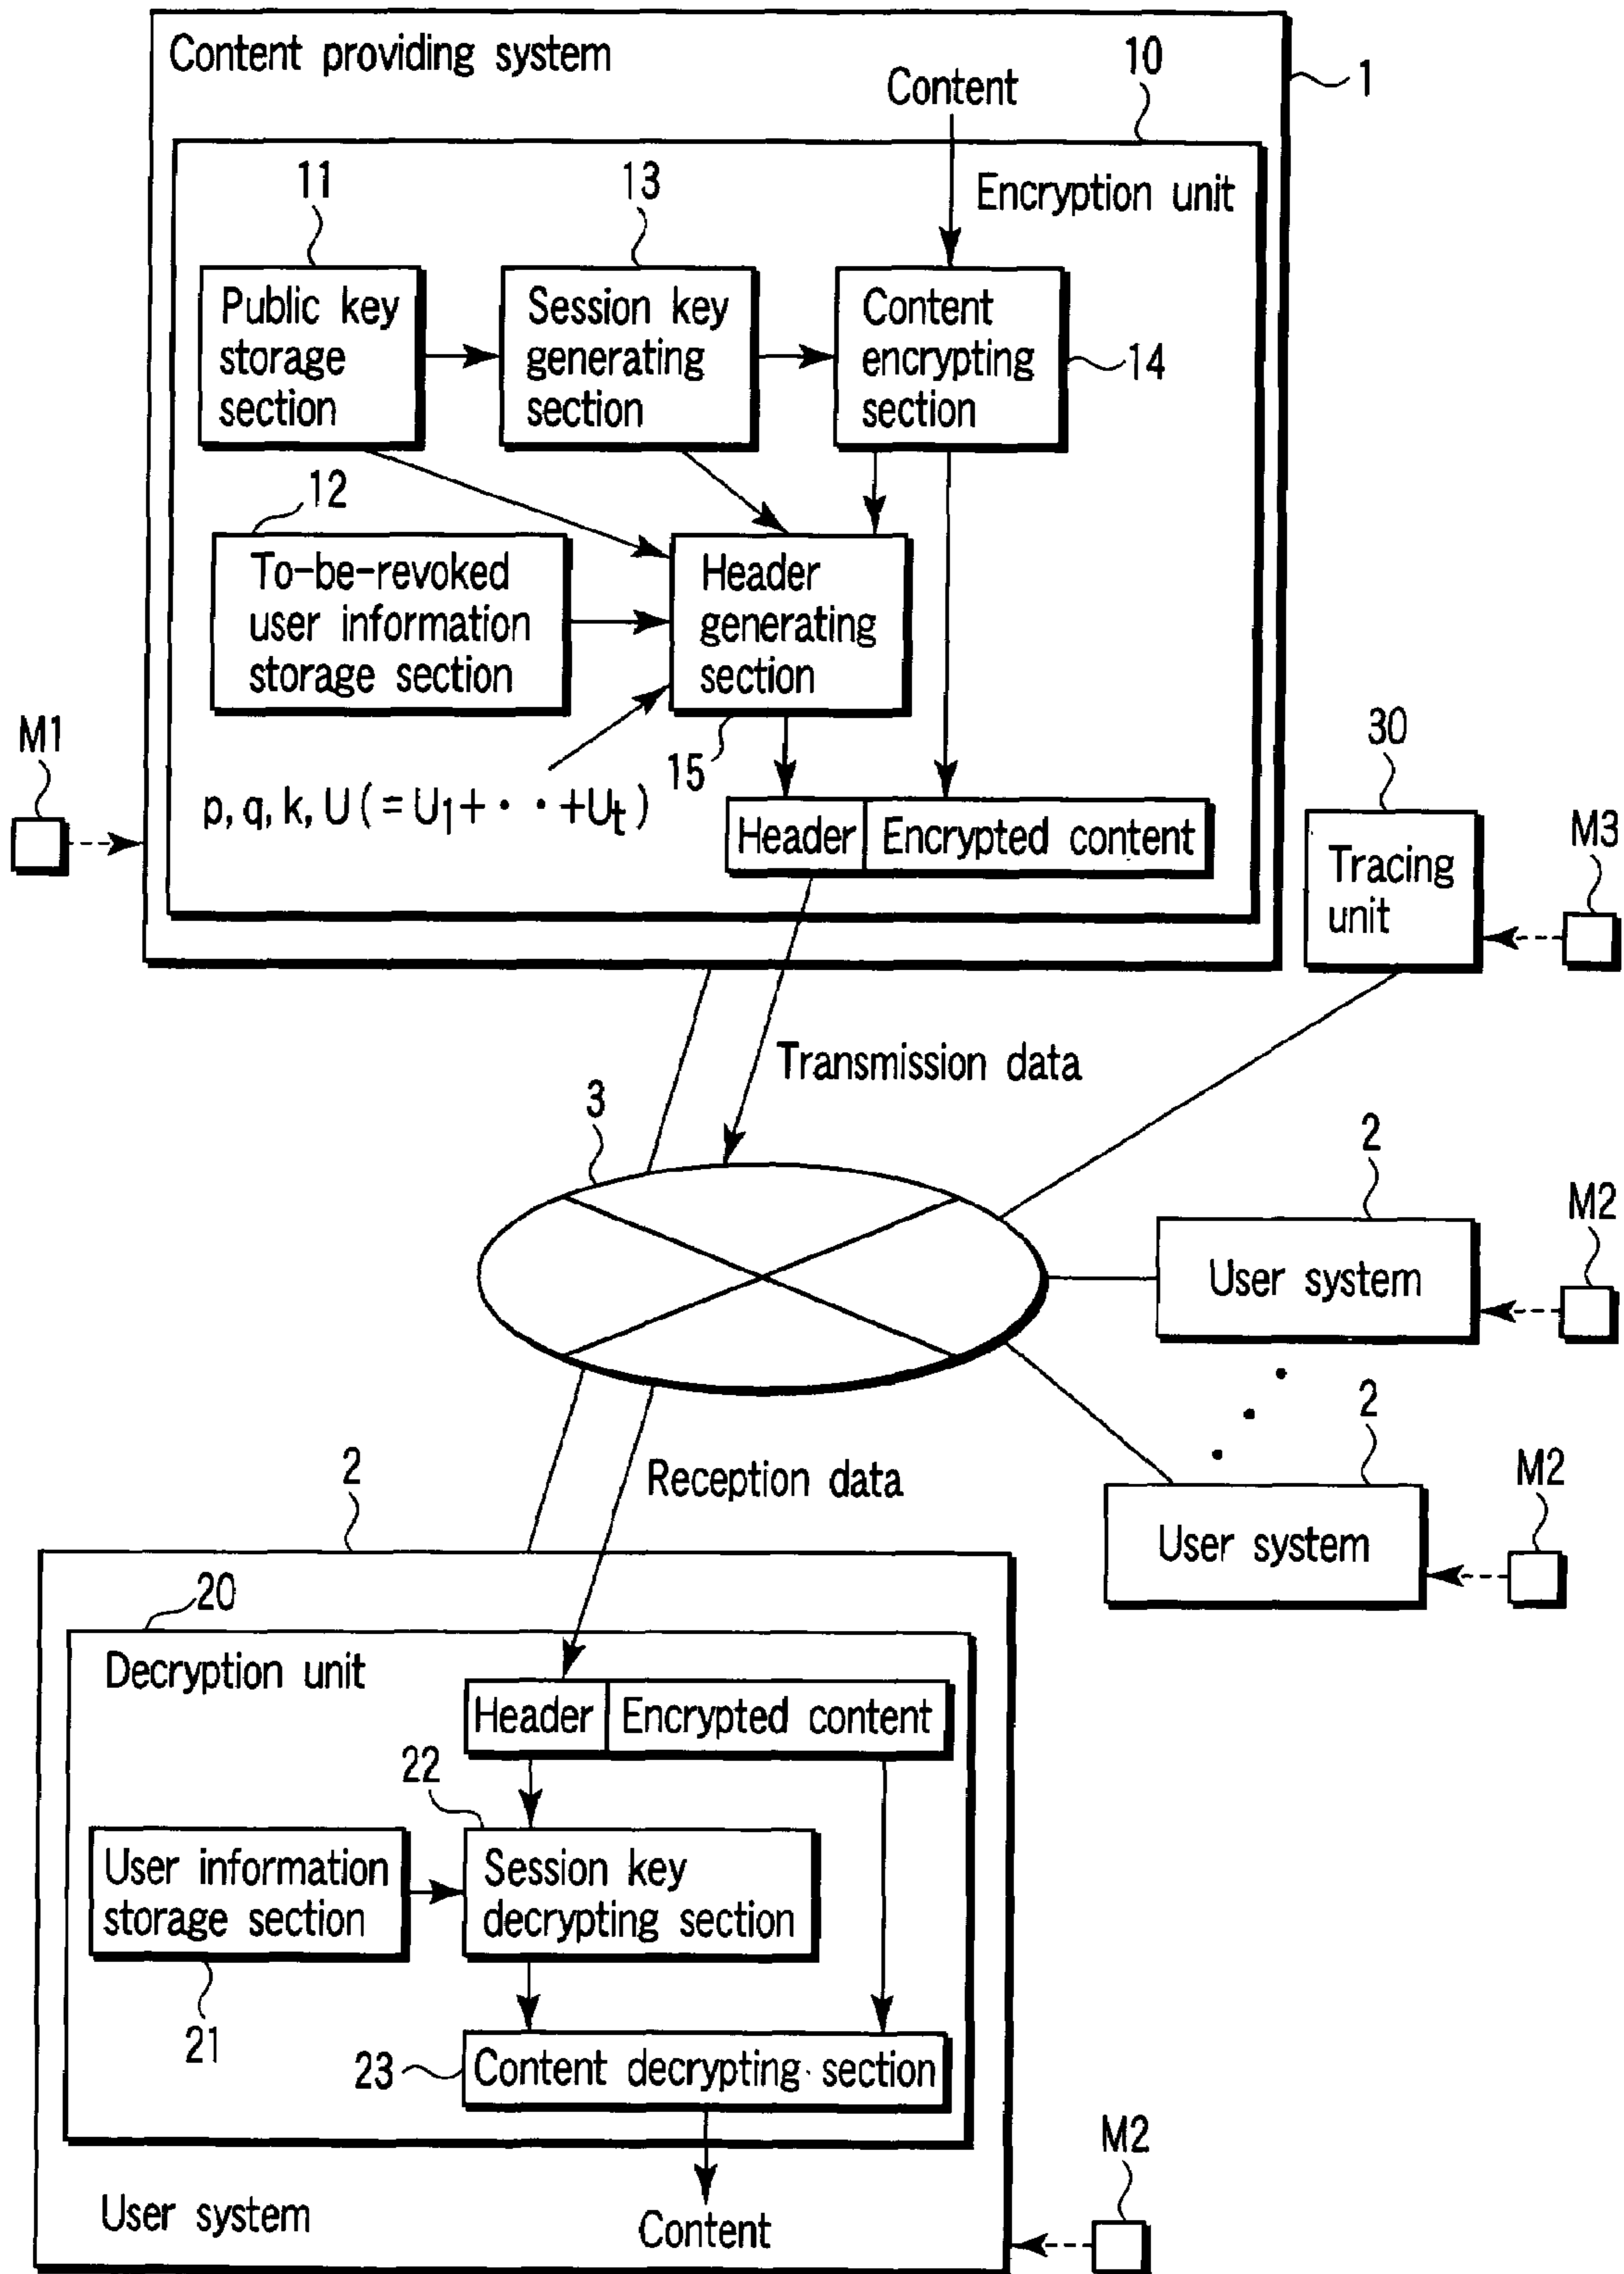 Content providing system
10
1
Content
Encryption unit
11
13
Public key
storage
section
Session key
generating
section
Content
encrypting
section
14
12
To-be-revoked
user information
storage section
Header
generating
section
15
p, q, k, U (= U1+ · · +Ut)
Header
Encrypted content
M1
30
Tracing
unit
M3
Transmission data
3
2
User system
M2
2
User system
M2
Reception data
2
20
Decryption unit
Header
Encrypted content
22
User information
storage section
21
Session key
decrypting section
23
Content decrypting section
User system
Content
M2